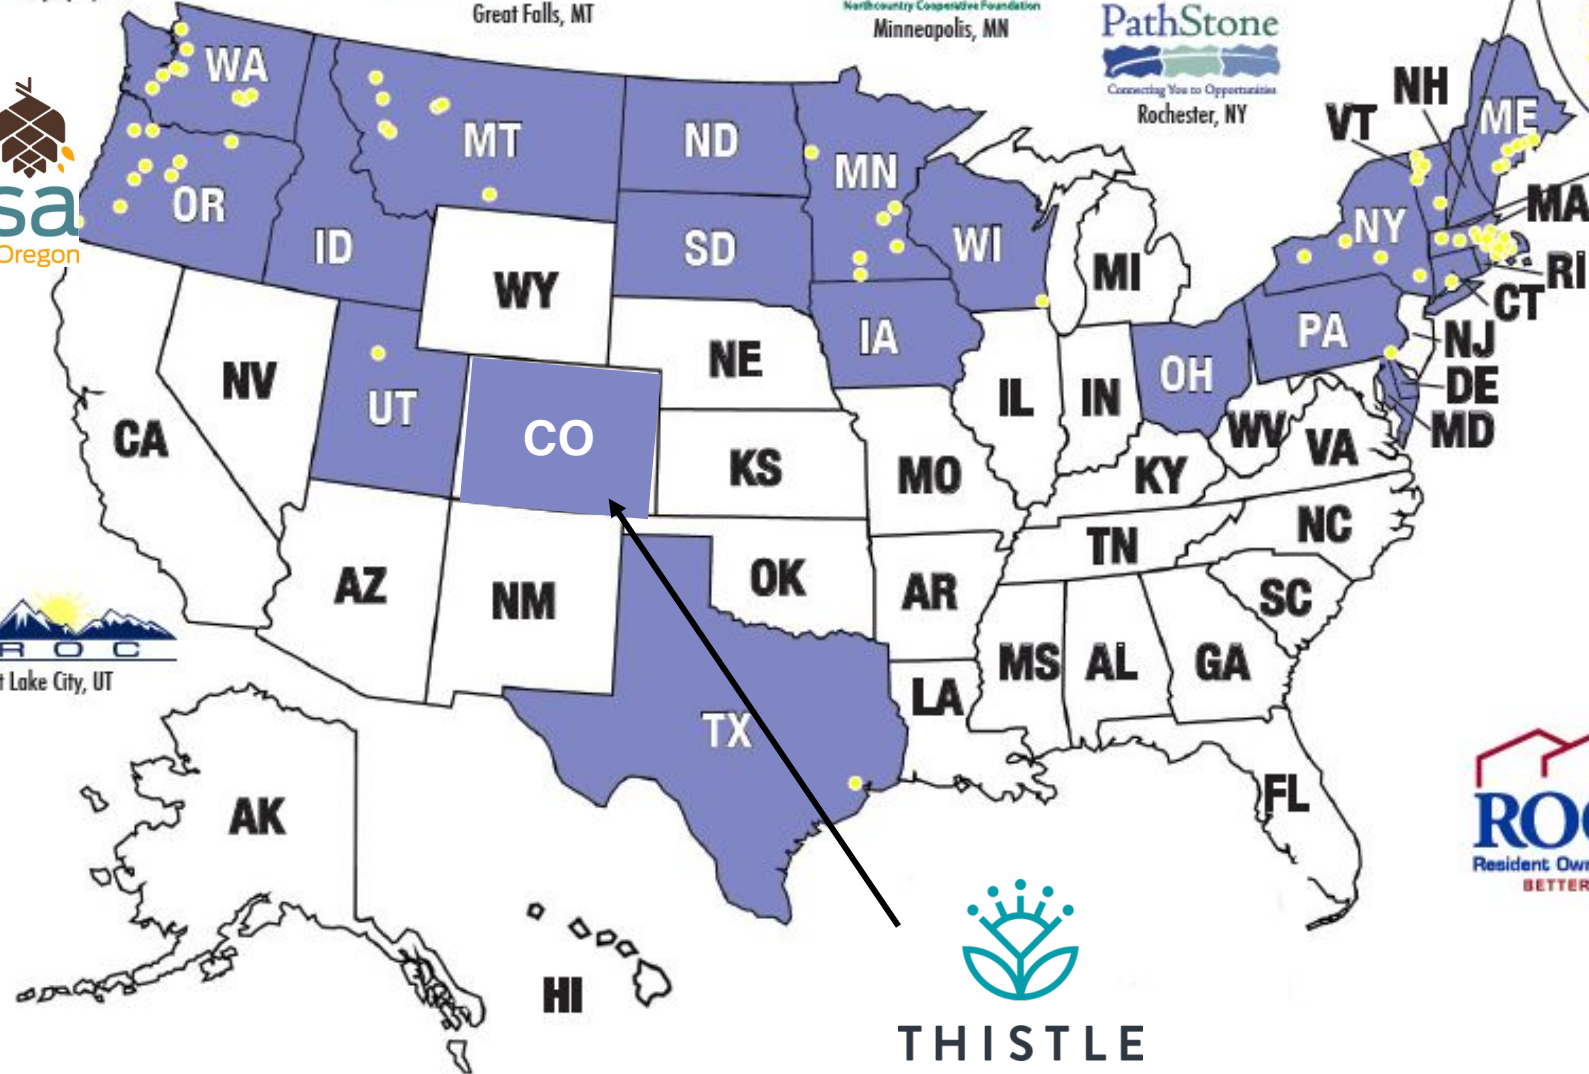 Great Falls, MT
Northcountry Cooperative Foundation
Minneapolis, MN
PathStone
Connecting You to Opportunities
Rochester, NY
WA
MT
ND
MN
OR
ID
SD
WI
WY
MI
NY
VT
NH
ME
MA
RI
CT
NJ
DE
MD
PA
OH
IA
NE
IL
IN
NV
UT
CO
CA
KS
MO
KY
WV
VA
NC
TN
SC
AZ
NM
OK
AR
MS
AL
GA
LA
TX
FL
AK
HI
sa
Oregon
ROC
t Lake City, UT
RO
Resident Own
BETTER
THISTLE